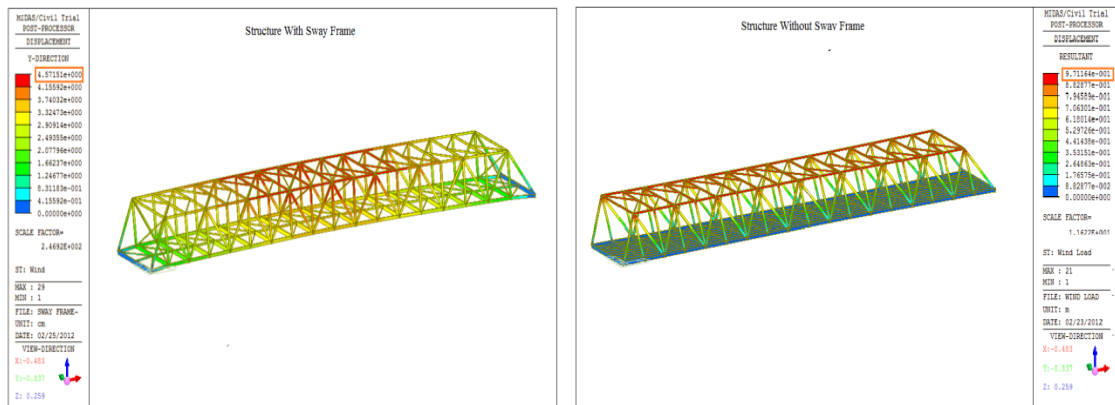 MIDAS/Civil Trial
POST-PROCESSOR
DISPLACEMENT
Y-DIRECTION
4.57151e+000
4.15592e+000
3.74032e+000
3.32473e+000
2.90914e+000
2.49355e+000
2.07796e+000
1.66237e+000
1.24677e+000
8.31183e-001
4.15592e-001
0.00000e+000
SCALE FACTOR=
2.4692E+002
ST: Wind
MAX : 29
MIN : 1
FILE: SWAY FRAME~
UNIT: cm
DATE: 02/25/2012
VIEW-DIRECTION
X:-0.483
Y:-0.837
Z: 0.259
Structure With Sway Frame
Structure Without Sway Frame
MIDAS/Civil Trial
POST-PROCESSOR
DISPLACEMENT
RESULTANT
9.71164e-001
8.82877e-001
7.94589e-001
7.06301e-001
6.18014e-001
5.29726e-001
4.41438e-001
3.53151e-001
2.64863e-001
1.76575e-001
8.82877e-002
0.00000e+000
SCALE FACTOR=
1.1622E+001
ST: Wind Load
MAX : 21
MIN : 1
FILE: WIND LOAD
UNIT: m
DATE: 02/23/2012
VIEW-DIRECTION
X:-0.483
Y:-0.837
Z: 0.259